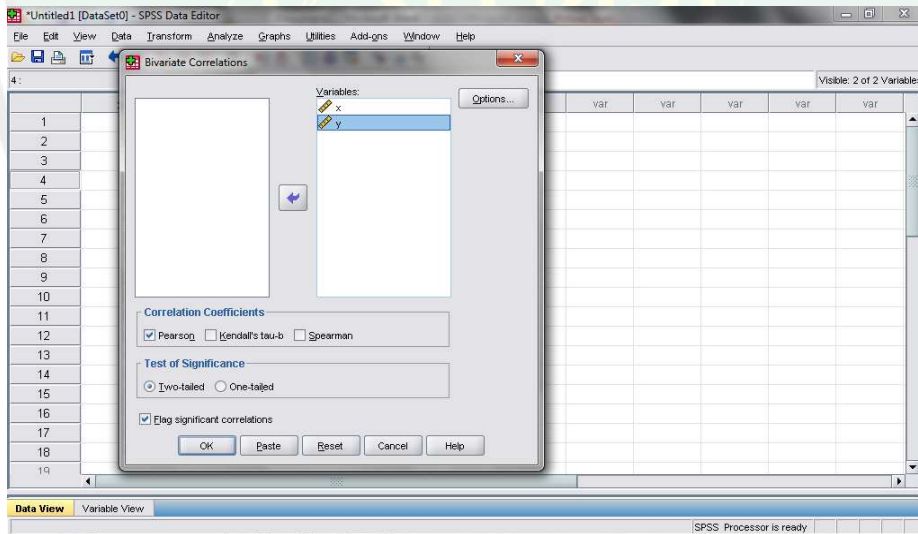 *Untitled1 [DataSet0] - SPSS Data Editor
File Edit View Data Transform Analyze Graphs Utilities Add-ons Window Help
Bivariate Correlations
4 :
Visible: 2 of 2 Variable
Variables:
x
y
Options...
var var var var var
1
2
3
4
5
6
7
8
9
10
11
12
13
14
15
16
17
18
19
Correlation Coefficients
Pearson Kendall's tau-b Spearman
Test of Significance
Two-tailed One-tailed
Flag significant correlations
OK Paste Reset Cancel Help
Data View Variable View
SPSS Processor is ready